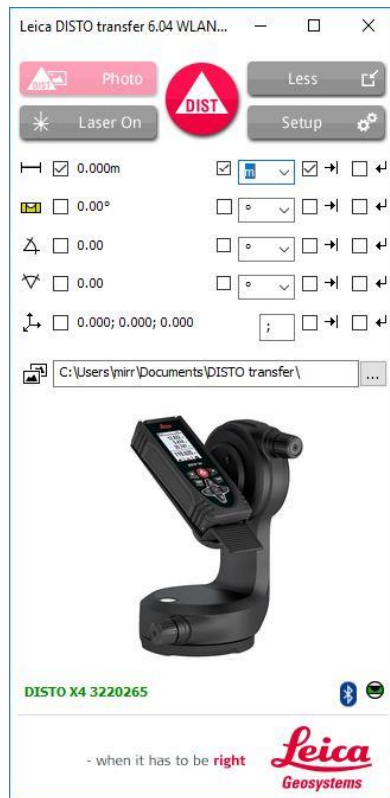 Leica DISTO transfer 6.04 WLAN...
DIST Photo
DIST
Less
Laser On
Setup
0.000m m
0.00° °
0.00 °
0.00 °
0.000; 0.000; 0.000 ;
C:\Users\mirr\Documents\DISTO transfer\ ...
Leica
DISTO X4 3220265
- when it has to be right
Leica
Geosystems